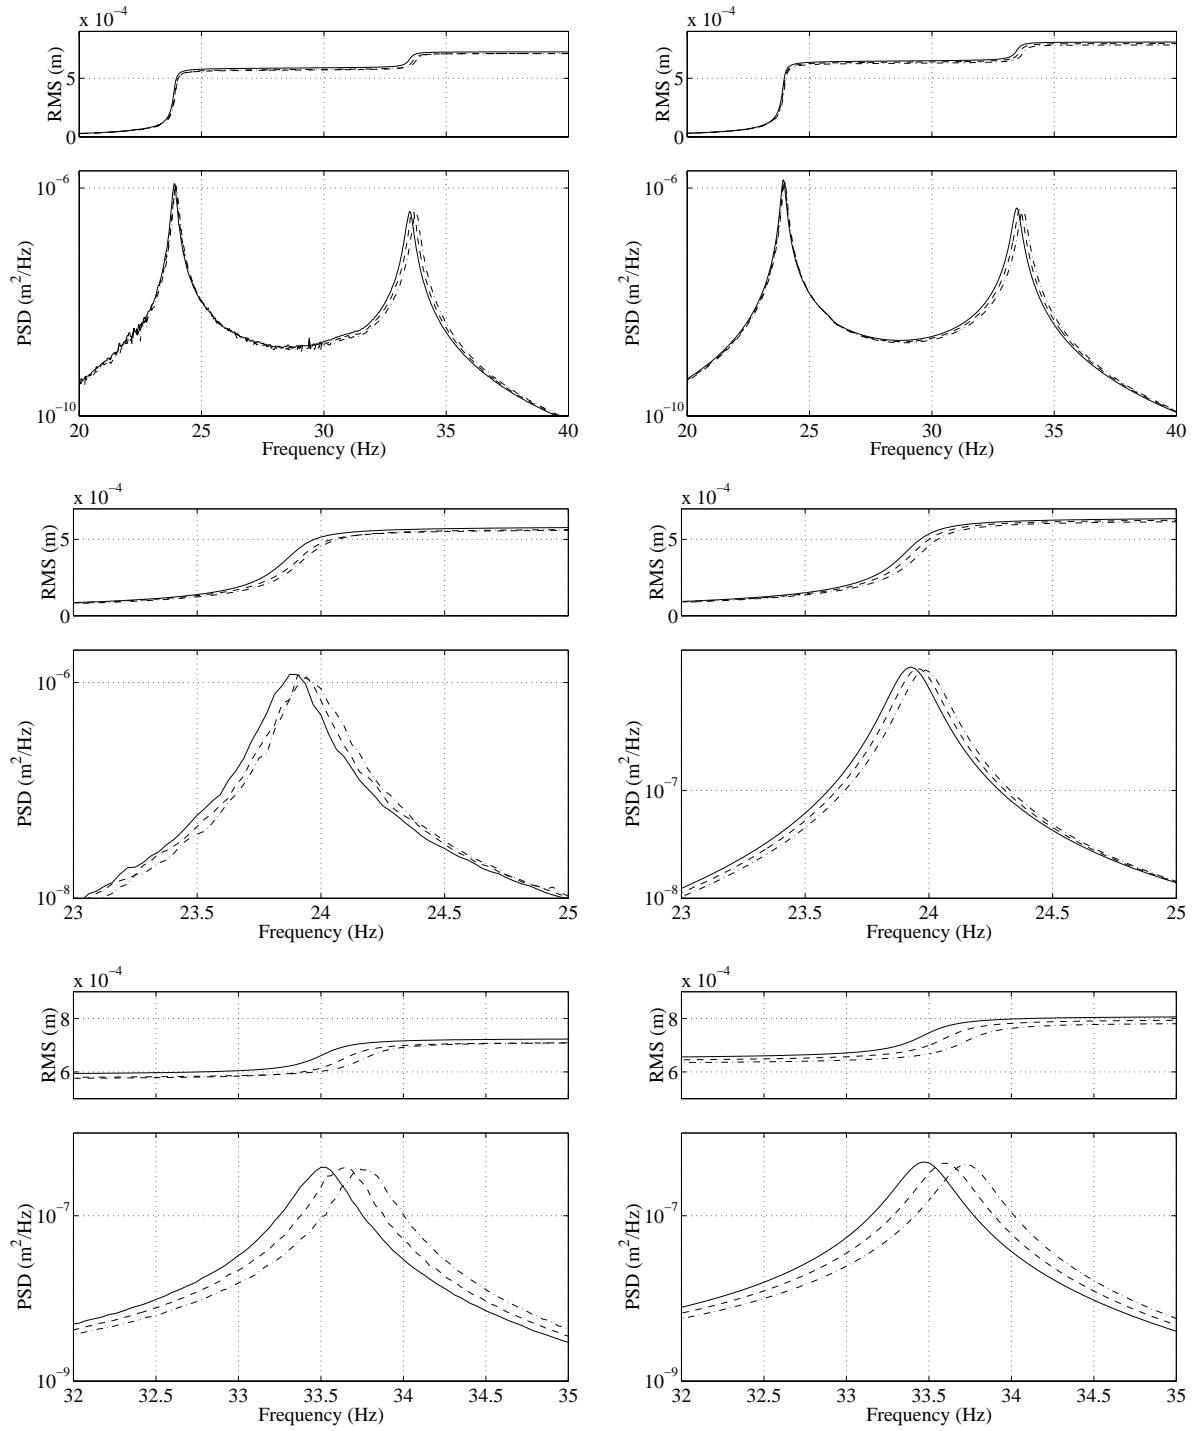 x 10⁻⁴
RMS (m)
5
0
PSD (m²/Hz)
10⁻⁶
10⁻¹⁰
20 25 30 35 40
Frequency (Hz)
x 10⁻⁴
RMS (m)
5
0
PSD (m²/Hz)
10⁻⁶
10⁻¹⁰
20 25 30 35 40
Frequency (Hz)
x 10⁻⁴
RMS (m)
5
0
PSD (m²/Hz)
10⁻⁶
10⁻⁸
23 23.5 24 24.5 25
Frequency (Hz)
x 10⁻⁴
RMS (m)
5
0
PSD (m²/Hz)
10⁻⁷
10⁻⁸
23 23.5 24 24.5 25
Frequency (Hz)
x 10⁻⁴
RMS (m)
8
6
PSD (m²/Hz)
10⁻⁷
10⁻⁹
32 32.5 33 33.5 34 34.5 35
Frequency (Hz)
x 10⁻⁴
RMS (m)
8
6
PSD (m²/Hz)
10⁻⁷
10⁻⁹
32 32.5 33 33.5 34 34.5 35
Frequency (Hz)